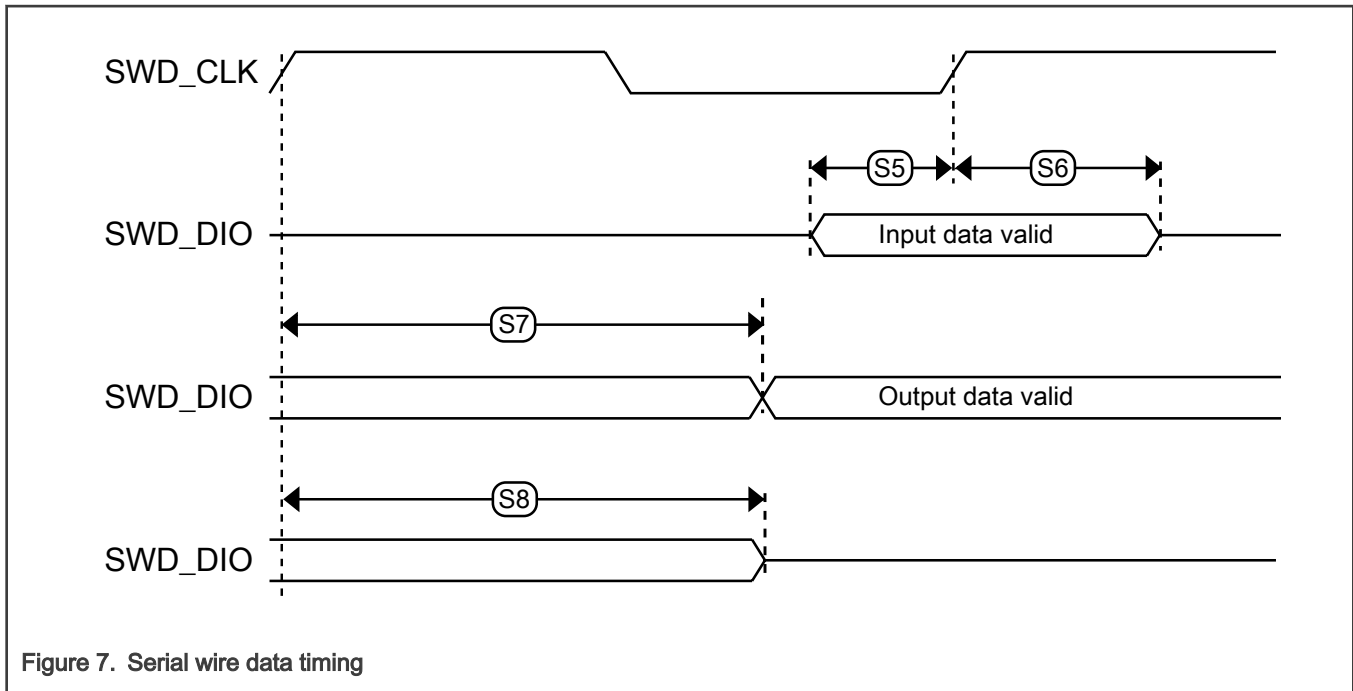 SWD_CLK
S5 S6
SWD_DIO Input data valid
S7
SWD_DIO Output data valid
S8
SWD_DIO
Figure 7. Serial wire data timing